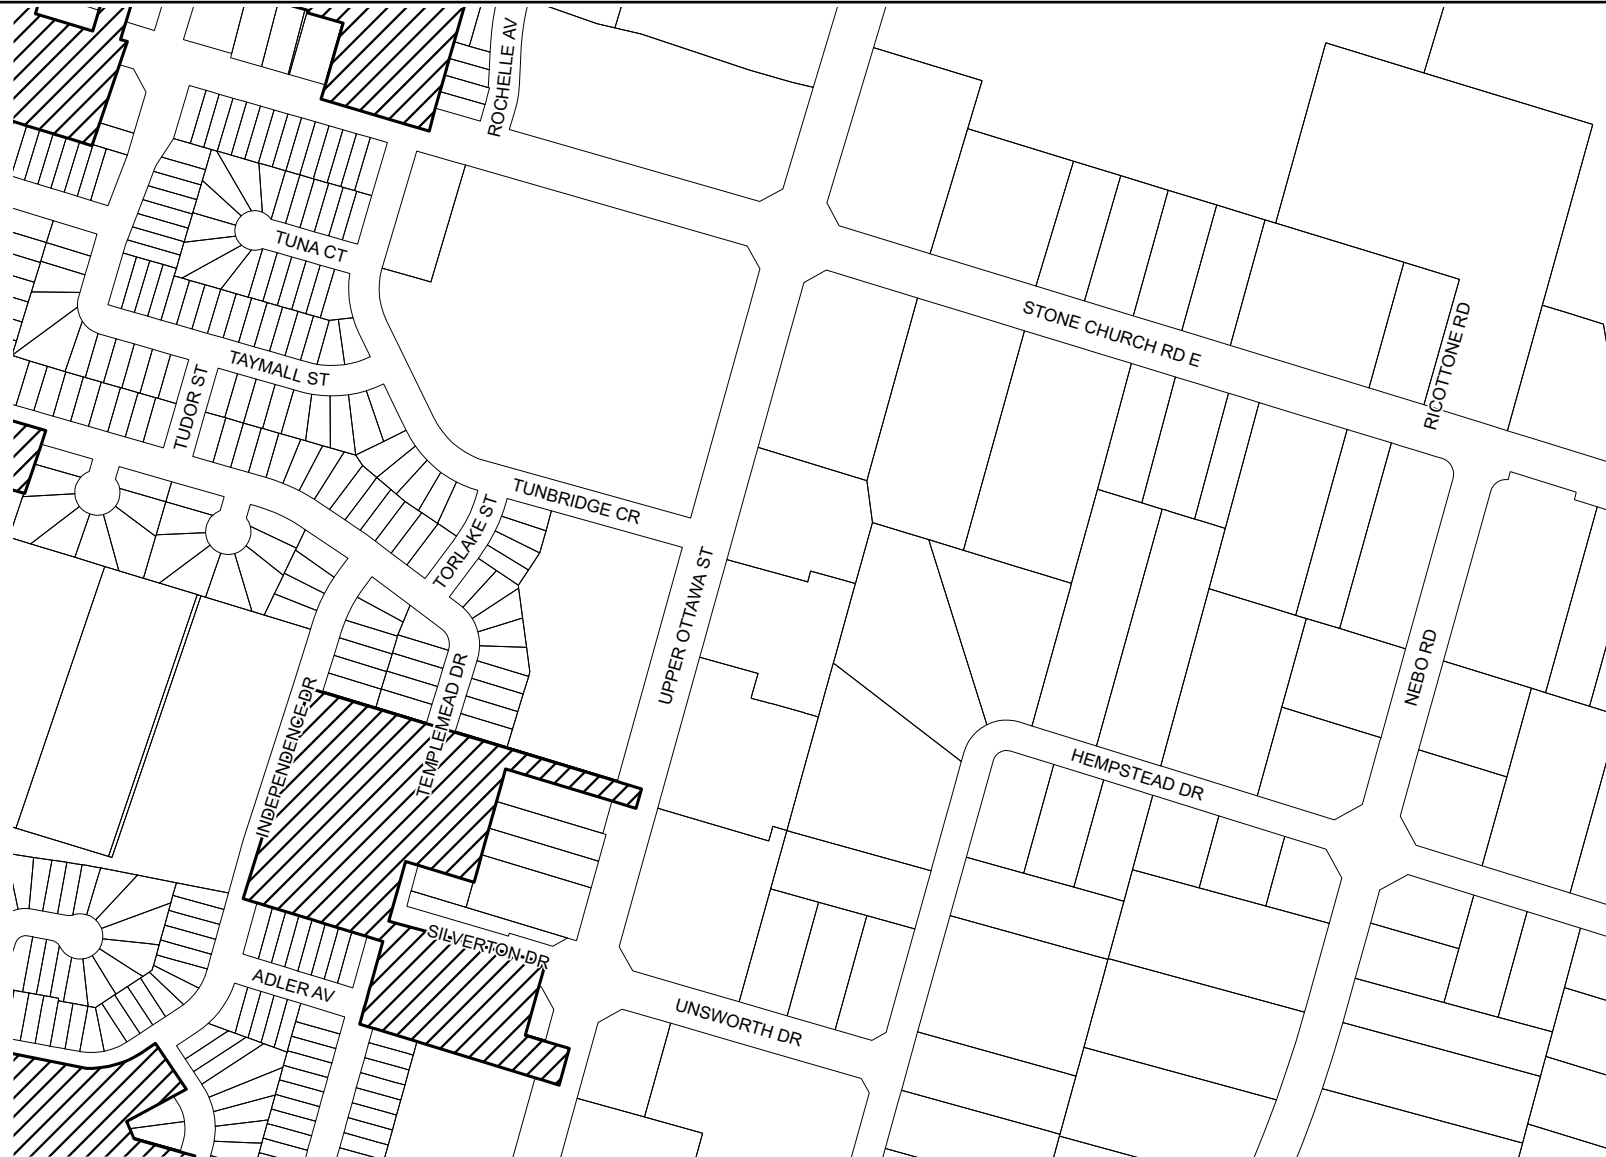 ROCHELLE AV
TUNA CT
STONE CHURCH RD E
RICOTTONE RD
TAYMALL ST
TUDOR ST
TUNBRIDGE CR
TORLAKE ST
UPPER OTTAWA ST
NEBO RD
TEMPLEMEAD DR
INDEPENDENCE DR
HEMPSTEAD DR
SILVERTON DR
ADLER AV
UNSWORTH DR